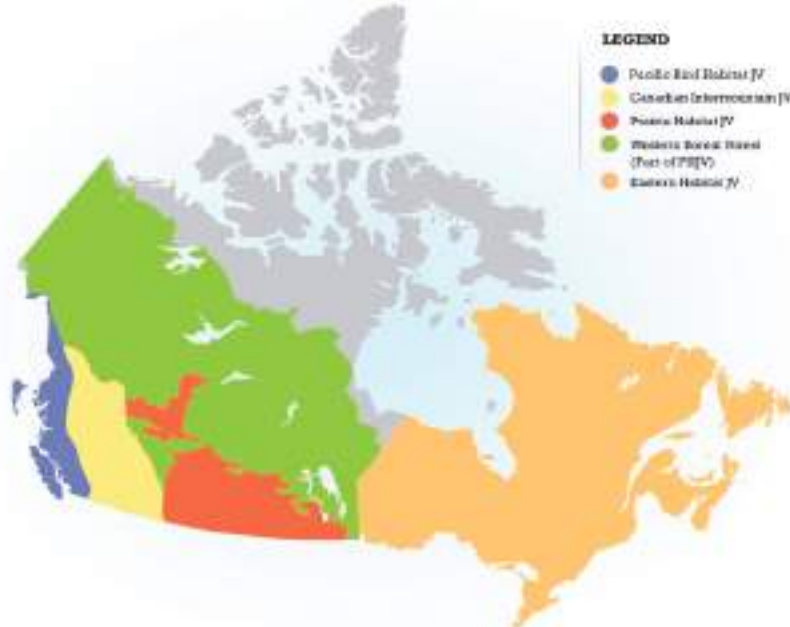 LEGEND
Pacific Bird Habitat JV
Canadian Intermountain JV
Prairie Habitat JV
Western Boreal Forest
(Part of PHJV)
Eastern Habitat JV